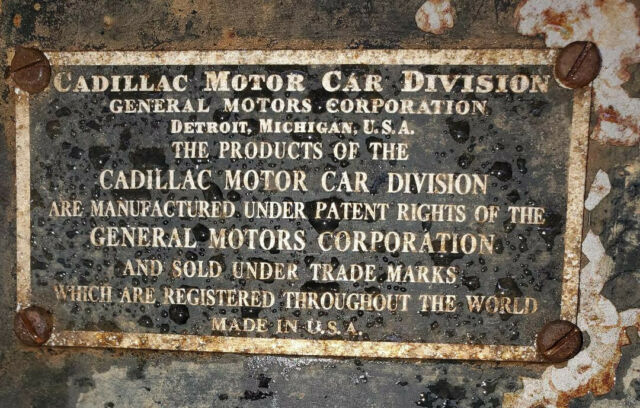 CADILLAC MOTOR CAR DIVISION
GENERAL MOTORS CORPORATION
DETROIT, MICHIGAN, U.S.A.
THE PRODUCTS OF THE
CADILLAC MOTOR CAR DIVISION
ARE MANUFACTURED UNDER PATENT RIGHTS OF THE
GENERAL MOTORS CORPORATION
AND SOLD UNDER TRADE MARKS
WHICH ARE REGISTERED THROUGHOUT THE WORLD
MADE IN U.S.A.